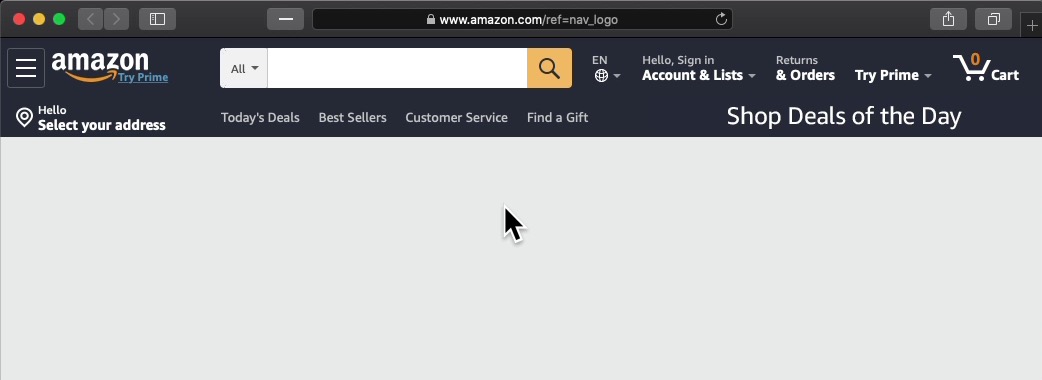 www.amazon.com/ref=nav_logo
amazon
Try Prime
All
EN
Hello, Sign in
Account & Lists
Returns
& Orders
Try Prime
0
Cart
Hello
Select your address
Today's Deals
Best Sellers
Customer Service
Find a Gift
Shop Deals of the Day